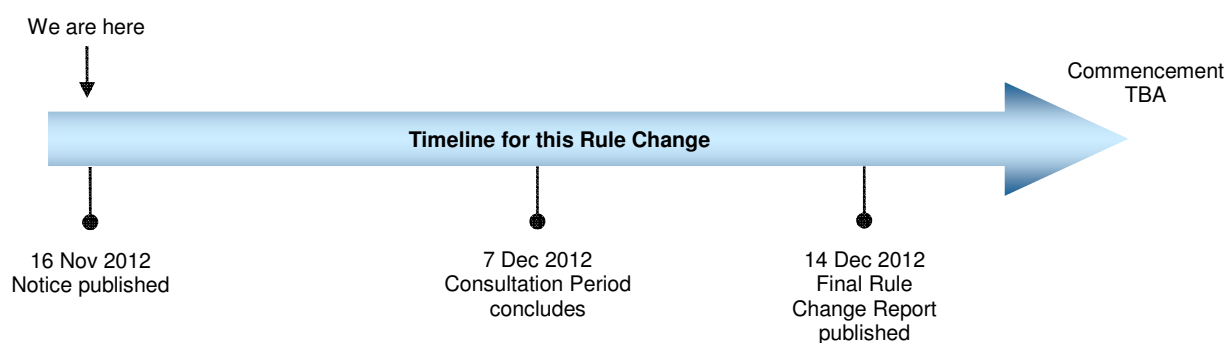 We are here
Commencement
TBA
Timeline for this Rule Change
16 Nov 2012
Notice published
7 Dec 2012
Consultation Period
concludes
14 Dec 2012
Final Rule
Change Report
published